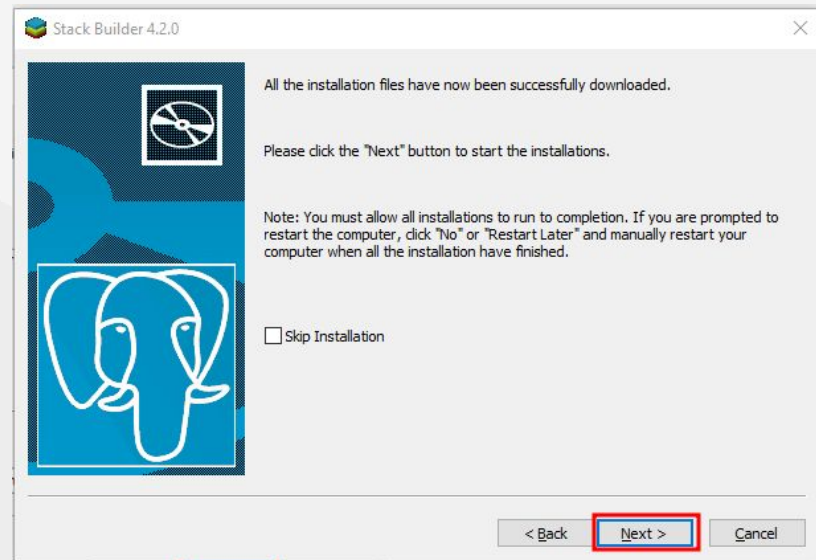 Stack Builder 4.2.0
All the installation files have now been successfully downloaded.
Please click the "Next" button to start the installations.
Note: You must allow all installations to run to completion. If you are prompted to
restart the computer, click "No" or "Restart Later" and manually restart your
computer when all the installation have finished.
Skip Installation
< Back
Next >
Cancel